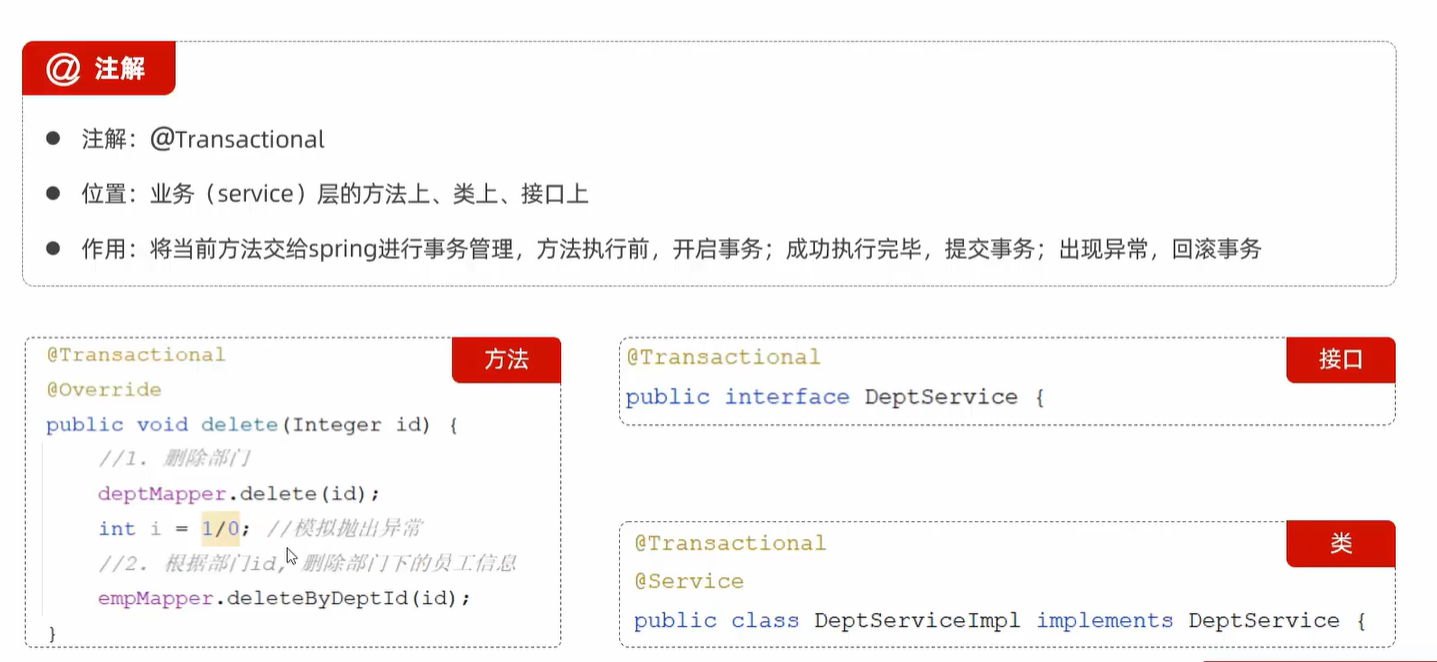 @ 注解
● 注解：@Transactional
● 位置：业务（service）层的方法上、类上、接口上
● 作用：将当前方法交给spring进行事务管理，方法执行前，开启事务；成功执行完毕，提交事务；出现异常，回滚事务
方法
@Transactional
@Override
public void delete(Integer id) {
//1. 删除部门
deptMapper.delete(id);
int i = 1/0; //模拟抛出异常
//2. 根据部门id, 删除部门下的员工信息
empMapper.deleteByDeptId(id);
}
接口
@Transactional
public interface DeptService {
类
@Transactional
@Service
public class DeptServiceImpl implements DeptService {